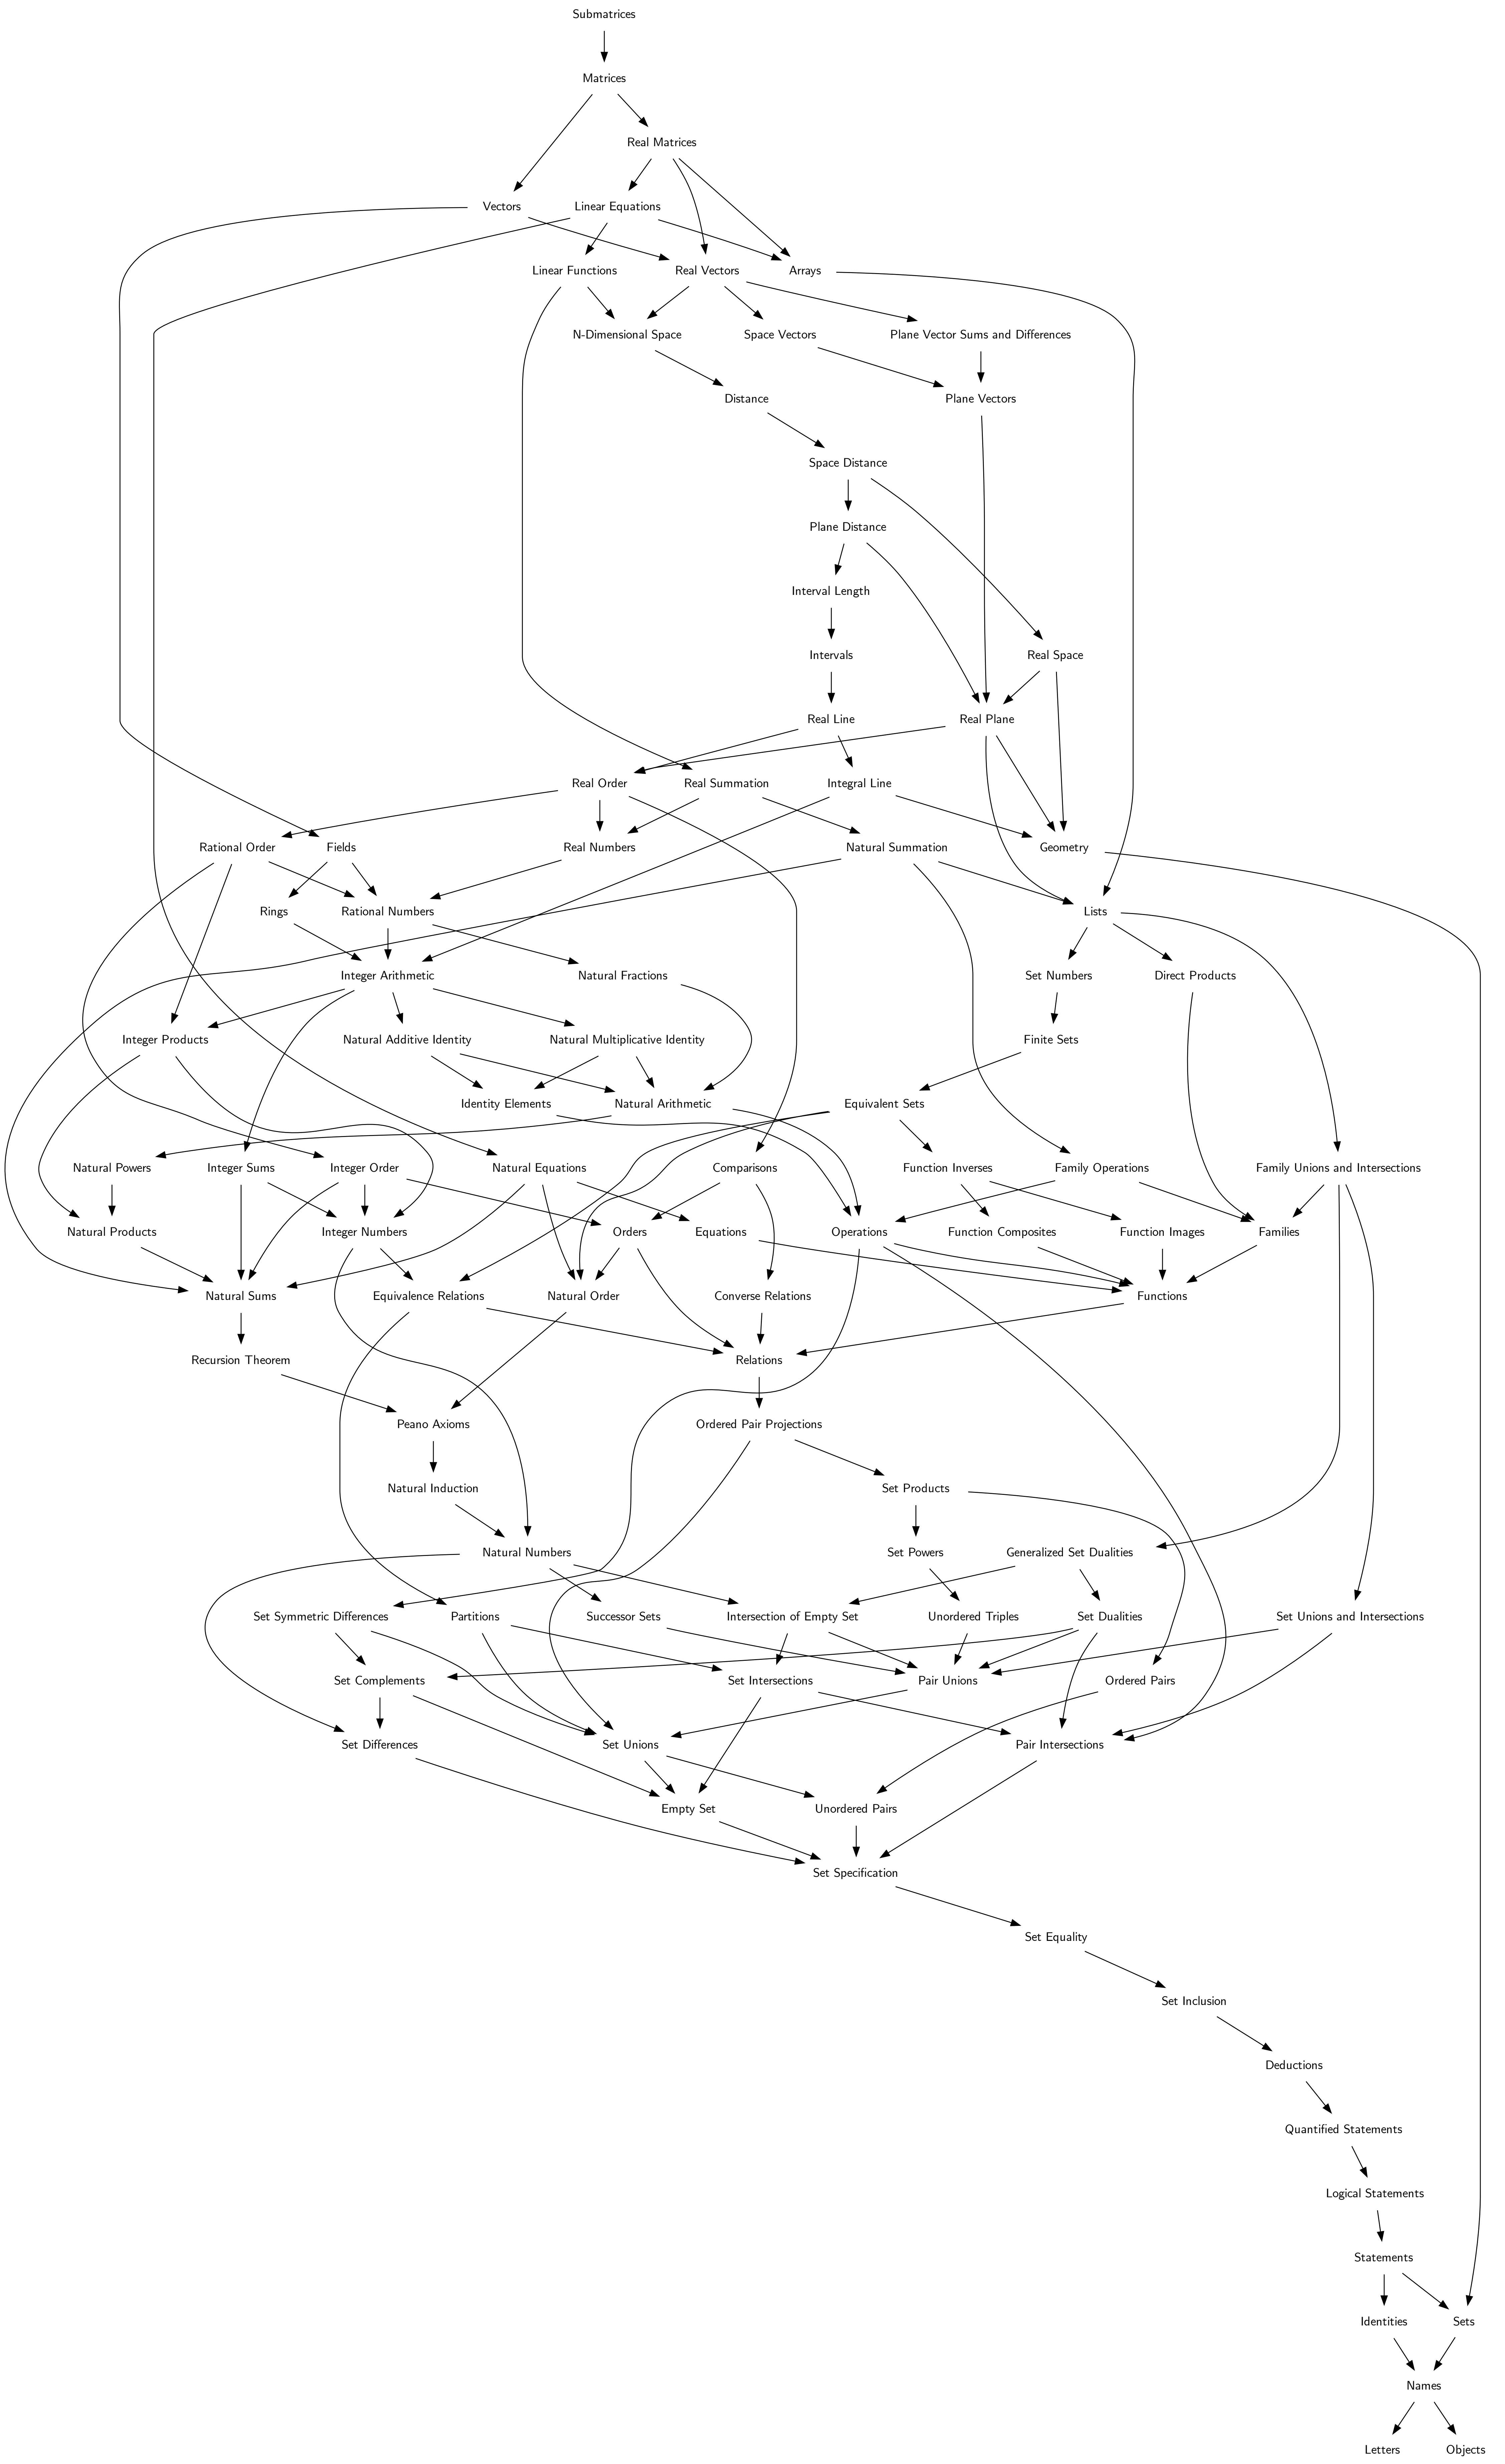 Submatrices
Matrices
Real Matrices
Vectors
Linear Equations
Linear Functions
Real Vectors
Arrays
N-Dimensional Space
Space Vectors
Plane Vector Sums and Differences
Distance
Plane Vectors
Space Distance
Plane Distance
Interval Length
Intervals
Real Space
Real Line
Real Plane
Real Order
Real Summation
Integral Line
Rational Order
Fields
Real Numbers
Natural Summation
Geometry
Rings
Rational Numbers
Lists
Integer Arithmetic
Natural Fractions
Set Numbers
Direct Products
Integer Products
Natural Additive Identity
Natural Multiplicative Identity
Finite Sets
Identity Elements
Natural Arithmetic
Equivalent Sets
Natural Powers
Integer Sums
Integer Order
Natural Equations
Comparisons
Function Inverses
Family Operations
Family Unions and Intersections
Natural Products
Integer Numbers
Orders
Equations
Operations
Function Composites
Function Images
Families
Natural Sums
Equivalence Relations
Natural Order
Converse Relations
Functions
Recursion Theorem
Relations
Peano Axioms
Ordered Pair Projections
Natural Induction
Set Products
Natural Numbers
Set Powers
Generalized Set Dualities
Set Symmetric Differences
Partitions
Successor Sets
Intersection of Empty Set
Unordered Triples
Set Dualities
Set Unions and Intersections
Set Complements
Set Intersections
Pair Unions
Ordered Pairs
Set Differences
Set Unions
Pair Intersections
Empty Set
Unordered Pairs
Set Specification
Set Equality
Set Inclusion
Deductions
Quantified Statements
Logical Statements
Statements
Identities
Sets
Names
Letters
Objects